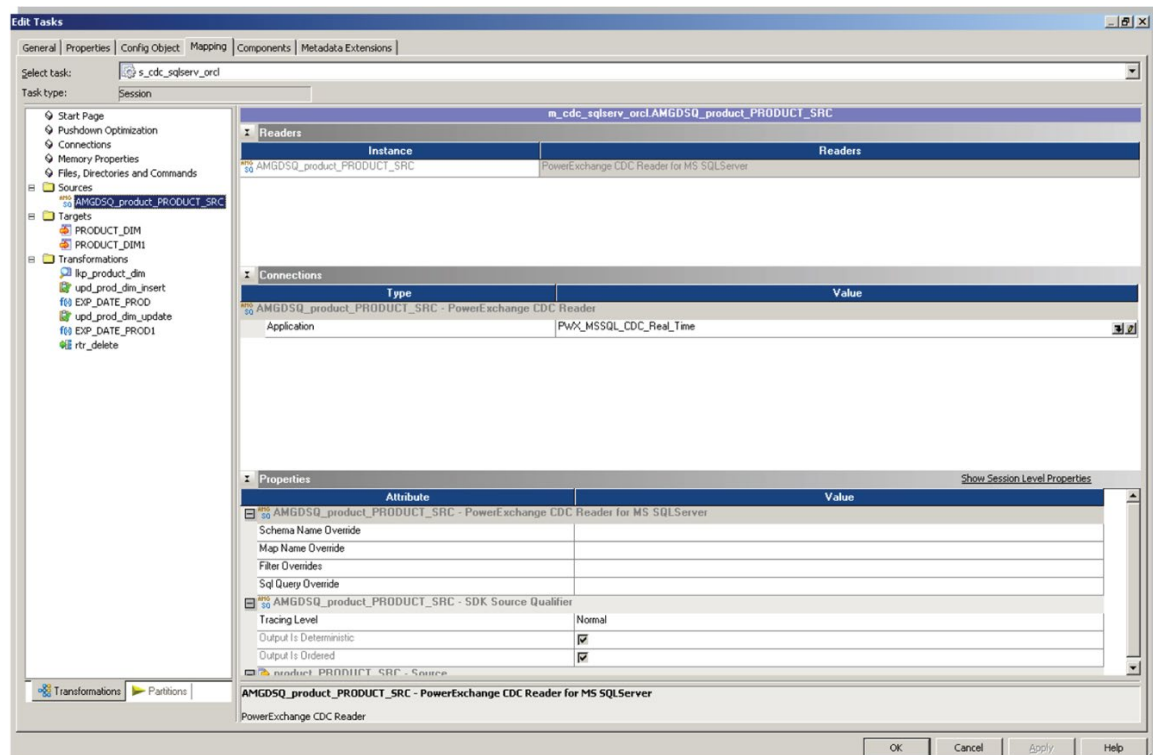 Edit Tasks
General Properties Config Object Mapping Components Metadata Extensions
Select task: s_cdc_sqlserv_orcl
Task type: Session
Start Page
Pushdown Optimization
Connections
Memory Properties
Files, Directories and Commands
Sources
AMGDSQ_product_PRODUCT_SRC
Targets
PRODUCT_DIM
PRODUCT_DIM1
Transformations
lkp_product_dim
upd_prod_dim_insert
EXP_DATE_PROD
upd_prod_dim_update
EXP_DATE_PROD1
rtr_delete
Transformations Partitions
m_cdc_sqlserv_orcl.AMGDSQ_product_PRODUCT_SRC
Readers
Instance Readers
AMGDSQ_product_PRODUCT_SRC PowerExchange CDC Reader for MS SQLServer
Connections
Type Value
AMGDSQ_product_PRODUCT_SRC - PowerExchange CDC Reader
Application PWX_MSSQL_CDC_Real_Time
Properties Show Session Level Properties
Attribute Value
AMGDSQ_product_PRODUCT_SRC - PowerExchange CDC Reader for MS SQLServer
Schema Name Override
Map Name Override
Filter Overrides
Sql Query Override
AMGDSQ_product_PRODUCT_SRC - SDK Source Qualifier
Tracing Level Normal
Output Is Deterministic
Output Is Ordered
product_PRODUCT_SRC - Source
AMGDSQ_product_PRODUCT_SRC - PowerExchange CDC Reader for MS SQLServer
PowerExchange CDC Reader
OK Cancel Apply Help